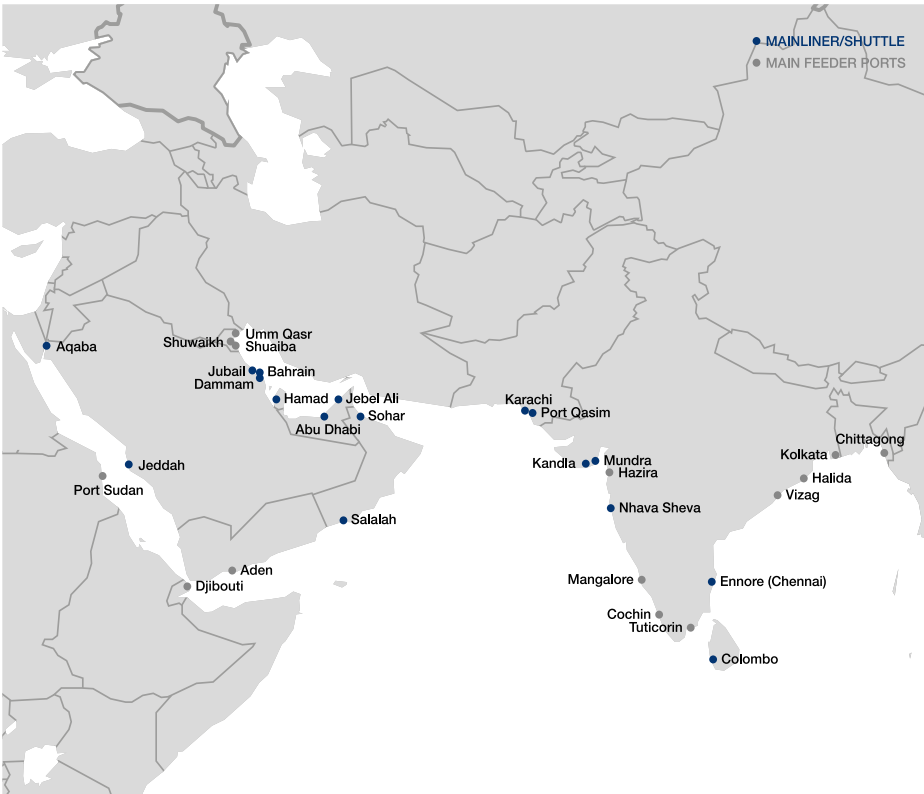 MAINLINER/SHUTTLE
MAIN FEEDER PORTS
Umm Qasr
Shuwaikh
Shuaiba
Aqaba
Jubail
Bahrain
Dammam
Hamad
Jebel Ali
Abu Dhabi
Sohar
Karachi
Port Qasim
Chittagong
Kolkata
Kandla
Mundra
Hazira
Halida
Vizag
Jeddah
Port Sudan
Nhava Sheva
Salalah
Aden
Djibouti
Mangalore
Ennore (Chennai)
Cochin
Tuticorin
Colombo